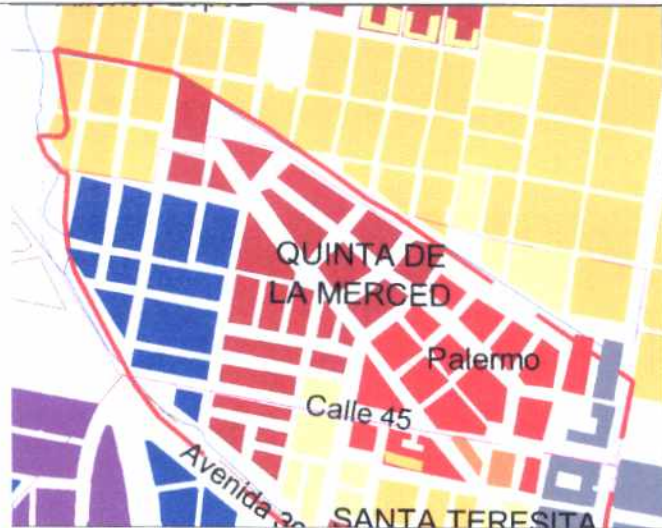 QUINTA DE
LA MERCED
Palermo
Calle 45
Avenida
SANTA TERESITA